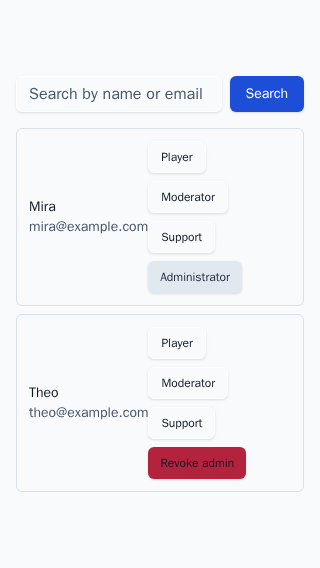 Search by name or email
Search
Mira
mira@example.com
Player
Moderator
Support
Administrator
Theo
theo@example.com
Player
Moderator
Support
Revoke admin